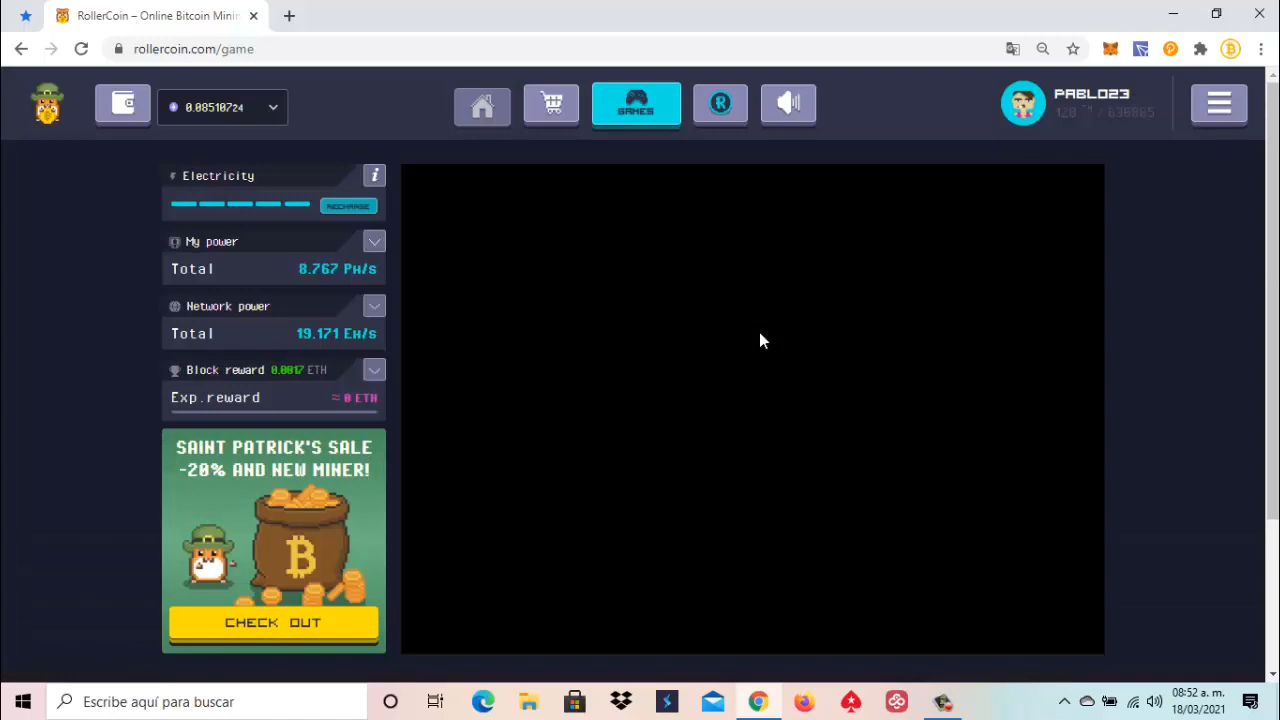 RollerCoin – Online Bitcoin Minin
rollercoin.com/game
0.08510724
GAMES
PABLO23
Electricity
RECHARGE
My power
Total 8.767 PH/s
Network power
Total 19.171 EH/s
Block reward 0.0017 ETH
Exp.reward ≈ 0 ETH
SAINT PATRICK'S SALE
-20% AND NEW MINER!
CHECK OUT
Escribe aquí para buscar
08:52 a. m.
18/03/2021